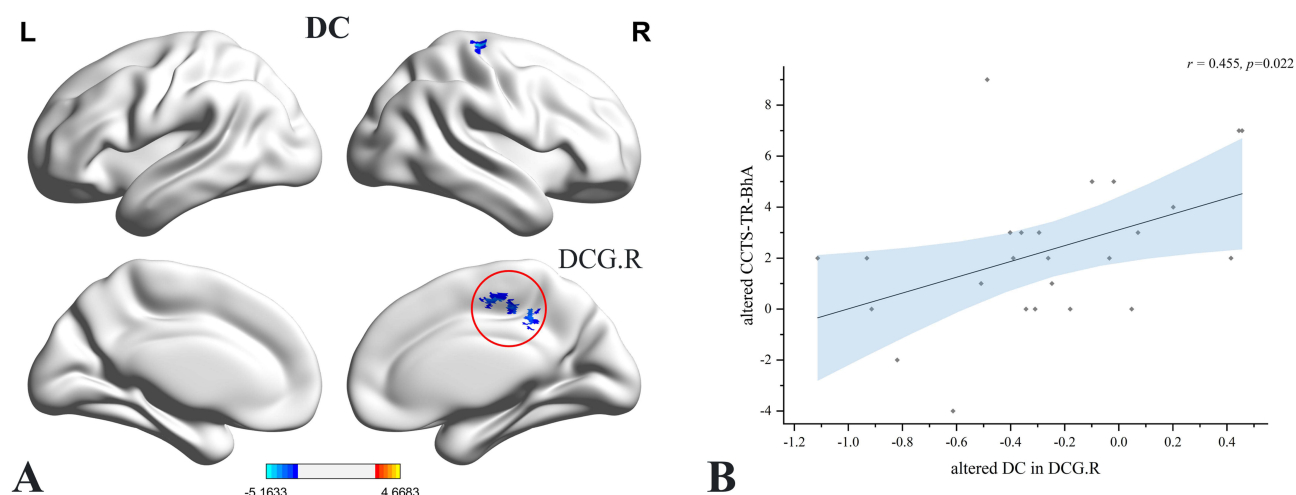 L
DC
R
DCG.R
A
-5.1633
4.6683
r = 0.455, p=0.022
altered CCTS-TR-BhA
8
6
4
2
0
-2
-4
-1.2 -1.0 -0.8 -0.6 -0.4 -0.2 0.0 0.2 0.4
altered DC in DCG.R
B